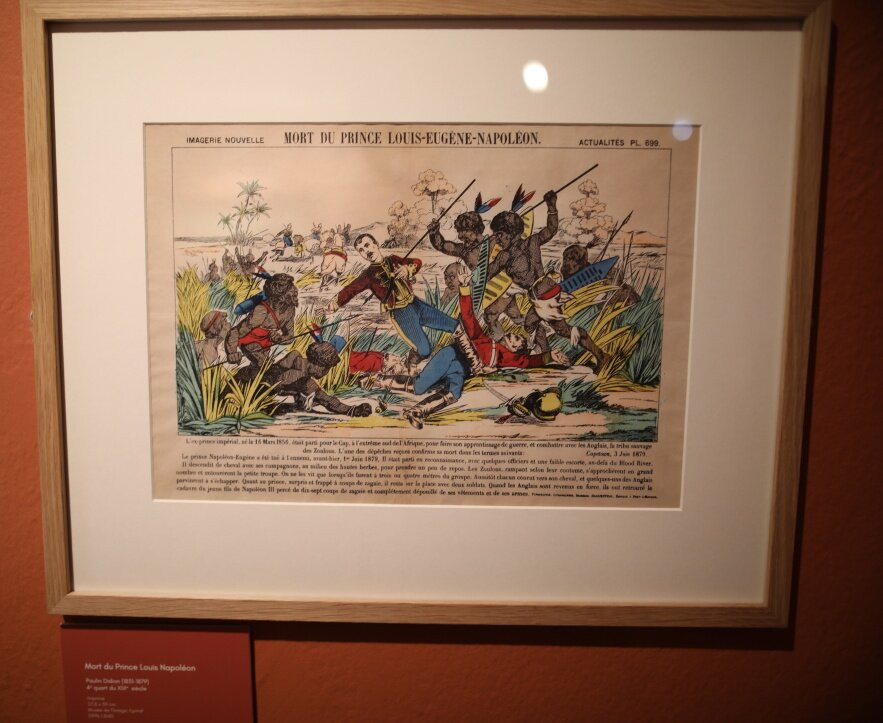 IMAGERIE NOUVELLE
MORT DU PRINCE LOUIS-EUGÈNE-NAPOLÉON.
ACTUALITÉS PL. 699.
L'ex-prince impérial, né le 16 Mars 1856, était parti pour le Cap, à l'extrême sud de l'Afrique, pour faire son apprentissage de guerre, et combattre avec les Anglais, la tribu sauvage
des Zoulous. L'une des dépêches reçues confirme sa mort dans les termes suivants: Capetown, 3 Juin 1879.
Le prince Napoléon-Eugène a été tué à l'ennemi, avant-hier, 1er Juin 1879. Il était parti en reconnaissance, avec quelques officiers et une faible escorte, au-delà du Blood River.
Il descendit de cheval avec ses compagnons, au milieu des hautes herbes, pour prendre un peu de repos. Les Zoulous, rampant selon leur coutume, s'approchèrent en grand
nombre et entourèrent la petite troupe. On ne les vit que lorsqu'ils furent à trois ou quatre mètres du groupe. Aussitôt chacun courut vers son cheval, et quelques-uns des Anglais
parvinrent à s'échapper. Quant au prince, surpris et frappé à coups de zagaie, il resta sur la place avec deux soldats. Quand les Anglais sont revenus en force, ils ont retrouvé le
cadavre du jeune fils de Napoléon III percé de dix-sept coups de zagaie et complètement dépouillé de ses vêtements et de ses armes.
Mort du Prince Louis Napoléon
4e quart du XIXe siècle